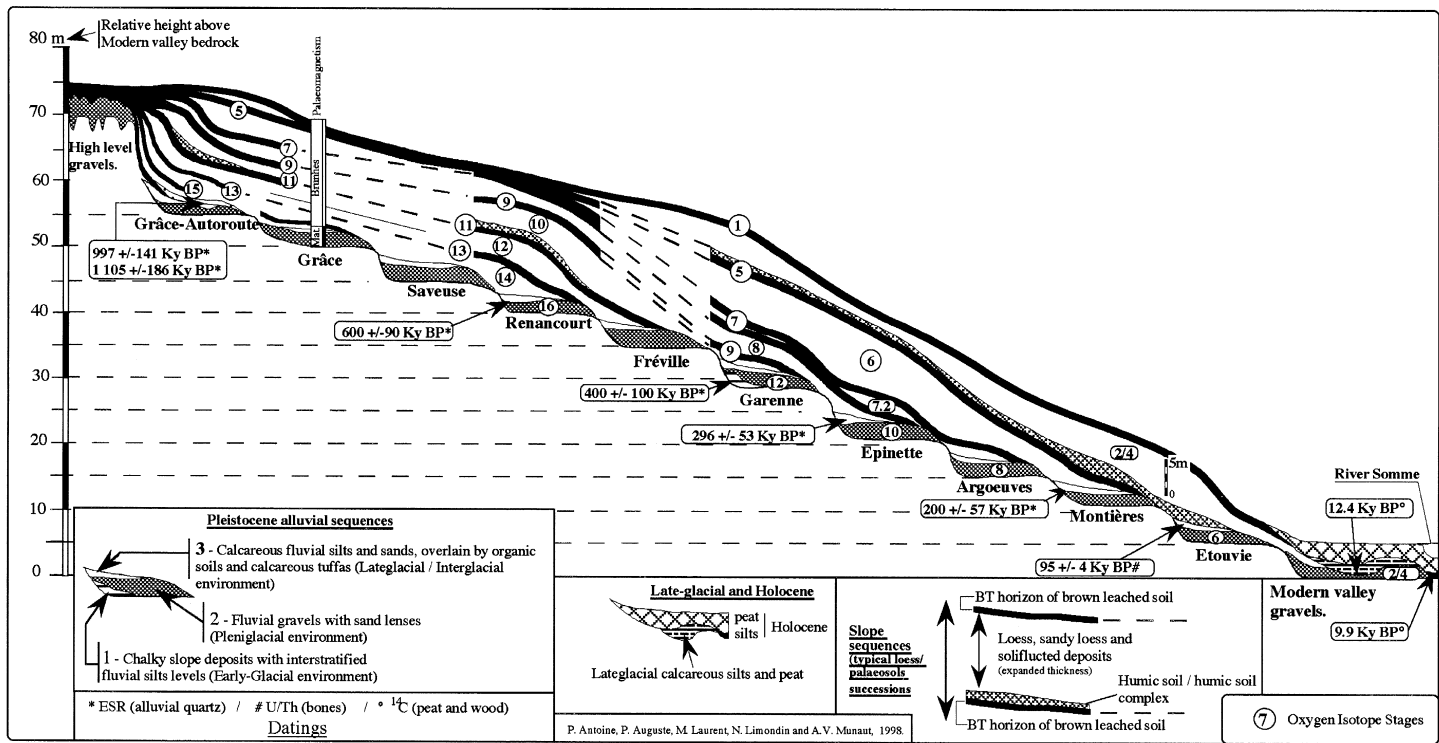 Relative height above
Modern valley bedrock
80 m
70
60
50
40
30
20
10
0
Palaeomagnetism
Brunhes
Mat.
High level
gravels.
5
7
9
11
15
13
Grâce-Autoroute
997 +/-141 Ky BP*
1 105 +/-186 Ky BP*
Grâce
Saveuse
9
10
11
12
13
14
16
Renancourt
600 +/-90 Ky BP*
Fréville
1
5
7
8
9
6
12
Garenne
400 +/- 100 Ky BP*
7.2
10
Epinette
296 +/- 53 Ky BP*
8
Argoeuves
200 +/- 57 Ky BP*
Montières
2/4
5m
0
6
Etouvie
95 +/- 4 Ky BP#
River Somme
12.4 Ky BP°
2/4
Modern valley
gravels.
9.9 Ky BP°
Pleistocene alluvial sequences
3 - Calcareous fluvial silts and sands, overlain by organic
soils and calcareous tuffas (Lateglacial / Interglacial
environment)
2 - Fluvial gravels with sand lenses
(Pleniglacial environment)
1 - Chalky slope deposits with interstratified
fluvial silts levels (Early-Glacial environment)
* ESR (alluvial quartz) / # U/Th (bones) / ° 14C (peat and wood)
Datings
Late-glacial and Holocene
peat
silts
Holocene
Lateglacial calcareous silts and peat
P. Antoine, P. Auguste, M. Laurent, N. Limondin and A.V. Munaut, 1998.
Slope
sequences
(typical loess/
palaeosols
successions
BT horizon of brown leached soil
Loess, sandy loess and
soliflucted deposits
(expanded thickness)
Humic soil / humic soil
complex
BT horizon of brown leached soil
7 Oxygen Isotope Stages